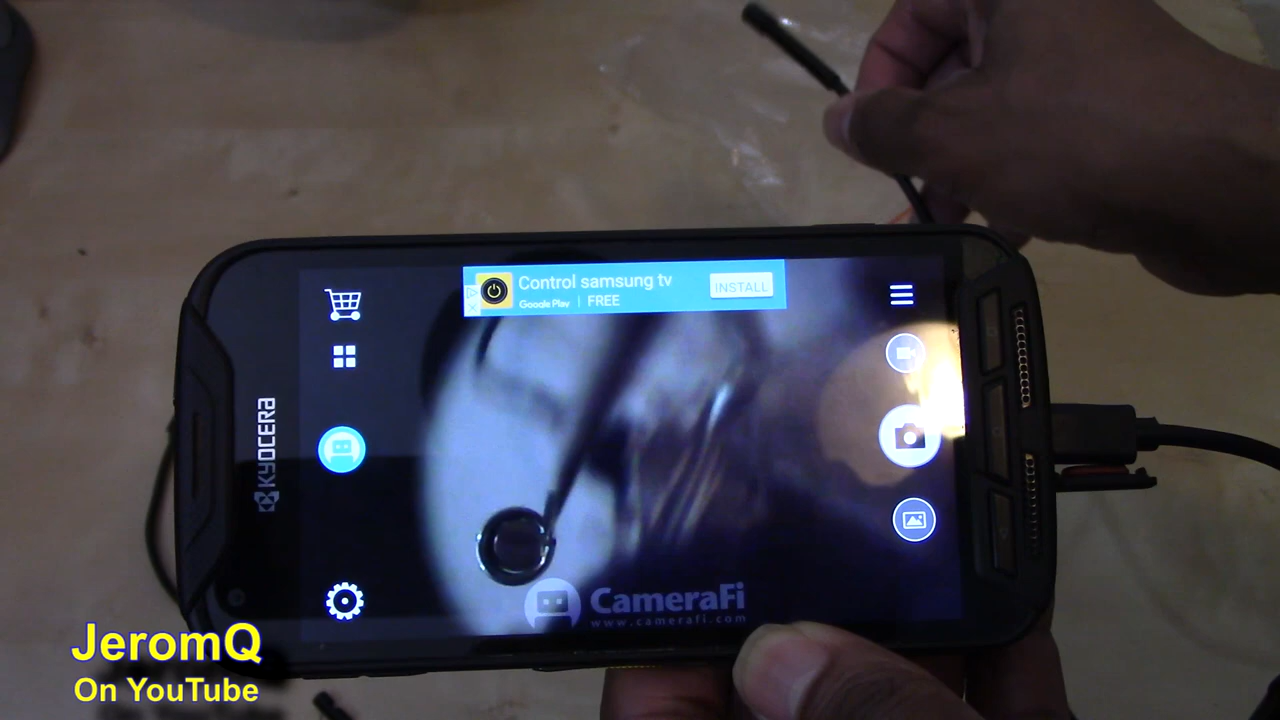 Control samsung tv
Google Play | FREE
INSTALL
KYOCERA
CameraFi
www.camerafi.com
JeromQ
On YouTube